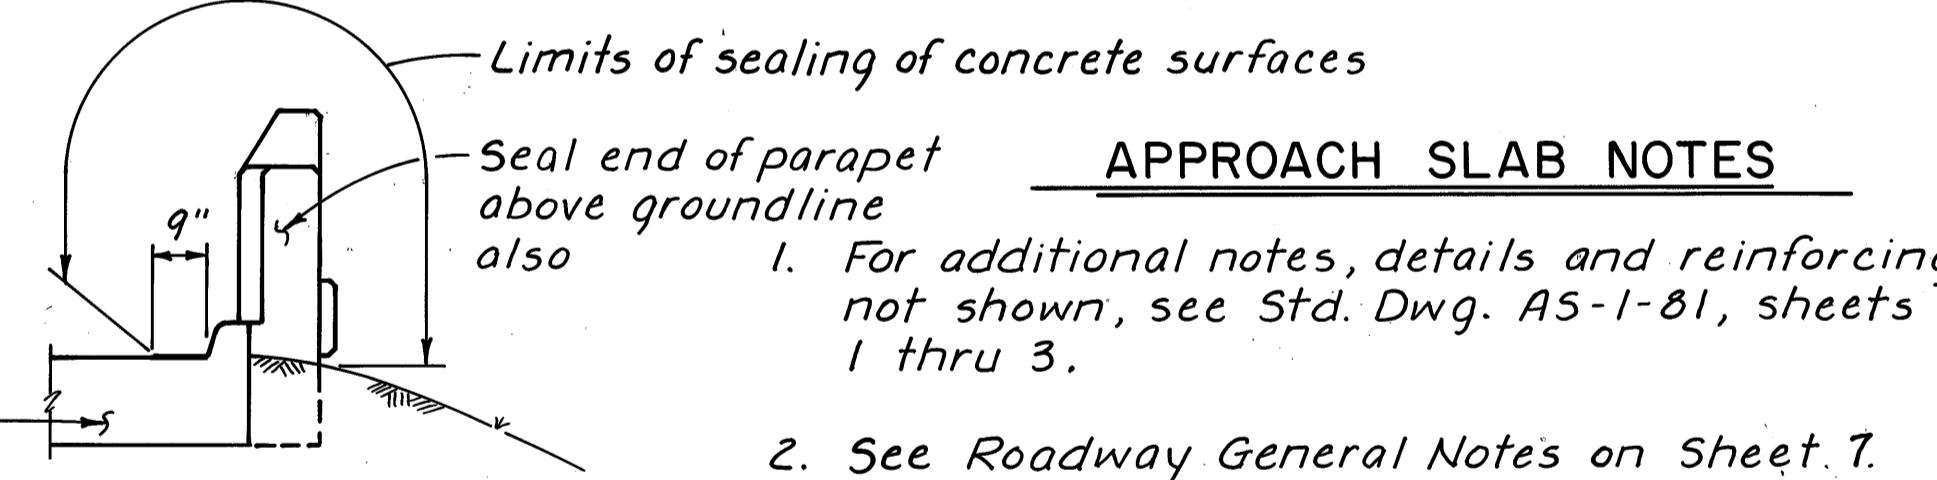 Limits of sealing of concrete surfaces
Seal end of parapet
above groundline
also
9"
APPROACH SLAB NOTES
1. For additional notes, details and reinforcing
not shown, see Std. Dwg. AS-1-81, sheets
1 thru 3.
2. See Roadway General Notes on Sheet 7.